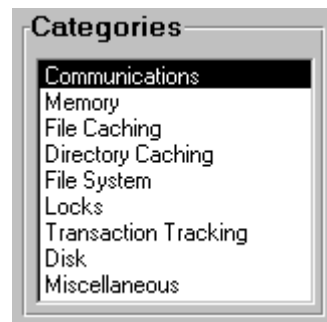 Categories
Communications
Memory
File Caching
Directory Caching
File System
Locks
Transaction Tracking
Disk
Miscellaneous